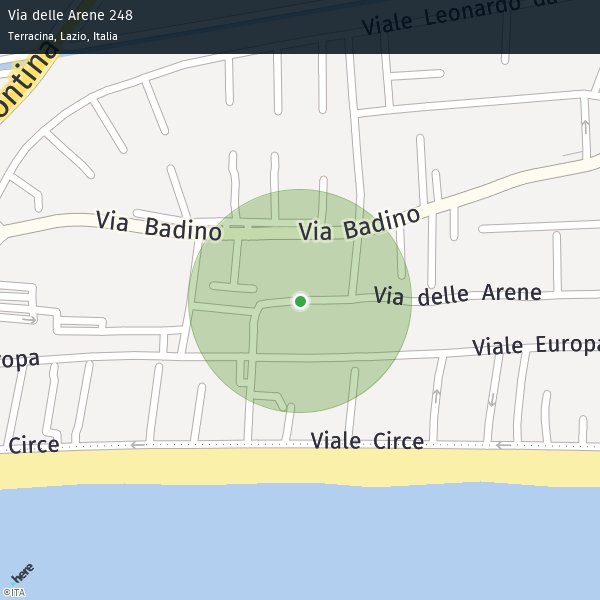 Via delle Arene 248
Terracina, Lazio, Italia
Viale Leonardo da
ontina
Via Badino
Via Badino
Via delle Arene
Viale Europa
ropa
Circe
Viale Circe
here
©ITA